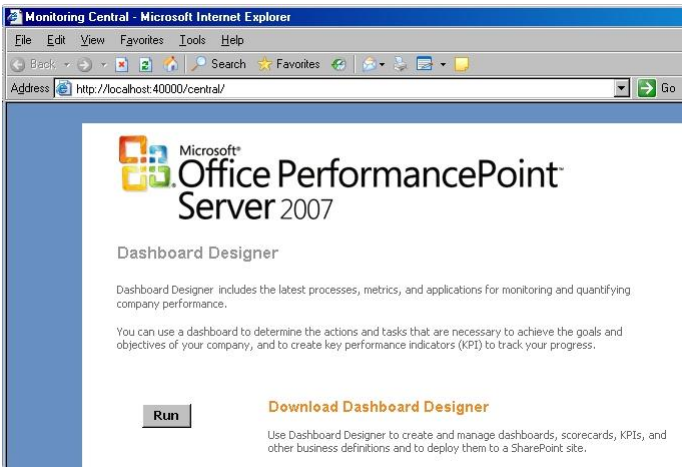 Monitoring Central - Microsoft Internet Explorer
File Edit View Favorites Tools Help
Back Search Favorites
Address http://localhost:40000/central/ Go
Microsoft®
Office PerformancePoint™
Server 2007
Dashboard Designer
Dashboard Designer includes the latest processes, metrics, and applications for monitoring and quantifying
company performance.
You can use a dashboard to determine the actions and tasks that are necessary to achieve the goals and
objectives of your company, and to create key performance indicators (KPI) to track your progress.
Run
Download Dashboard Designer
Use Dashboard Designer to create and manage dashboards, scorecards, KPIs, and
other business definitions and to deploy them to a SharePoint site.